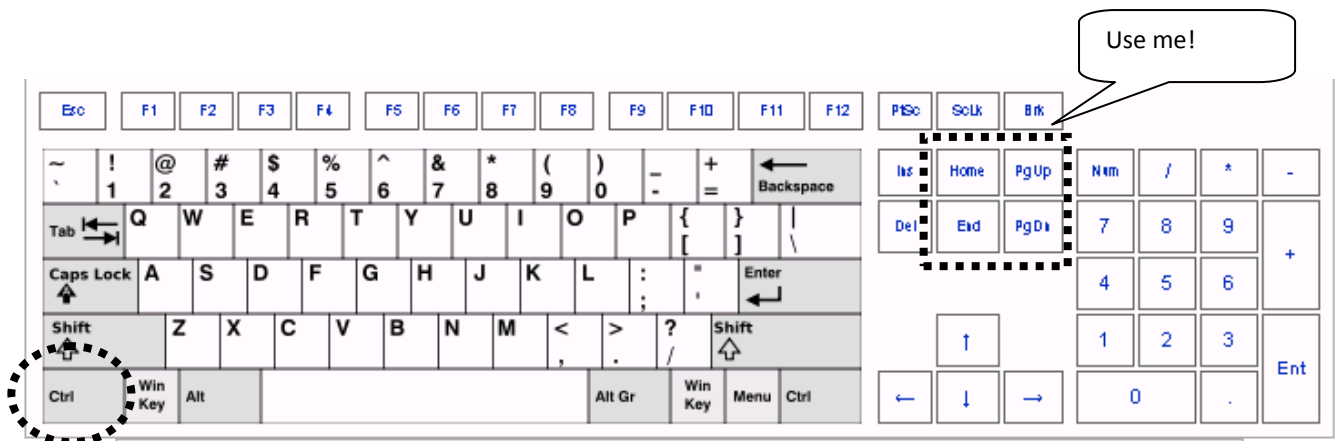 Use me!
Esc F1 F2 F3 F4 F5 F6 F7 F8 F9 F10 F11 F12 PtSc ScLk Brk
~ ! @ # $ % ^ & * ( ) _ +
` 1 2 3 4 5 6 7 8 9 0 - = Backspace
Ins Home PgUp Num / * -
Tab Q W E R T Y U I O P { } |
[ ] \
Del End PgDn 7 8 9 +
Caps Lock A S D F G H J K L : " Enter
; '
4 5 6
Shift Z X C V B N M < > ? Shift
, . /
↑ 1 2 3 Ent
Ctrl Win Key Alt Alt Gr Win Key Menu Ctrl
← ↓ → 0 .